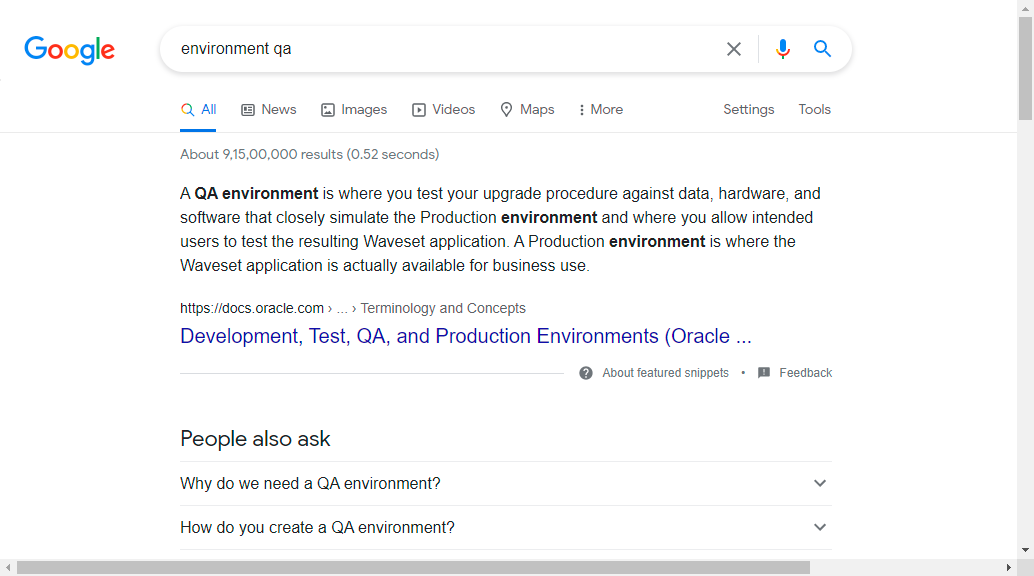 Google
environment qa
All News Images Videos Maps More Settings Tools
About 9,15,00,000 results (0.52 seconds)
A QA environment is where you test your upgrade procedure against data, hardware, and
software that closely simulate the Production environment and where you allow intended
users to test the resulting Waveset application. A Production environment is where the
Waveset application is actually available for business use.
https://docs.oracle.com › ... › Terminology and Concepts
Development, Test, QA, and Production Environments (Oracle ...
About featured snippets • Feedback
People also ask
Why do we need a QA environment?
How do you create a QA environment?